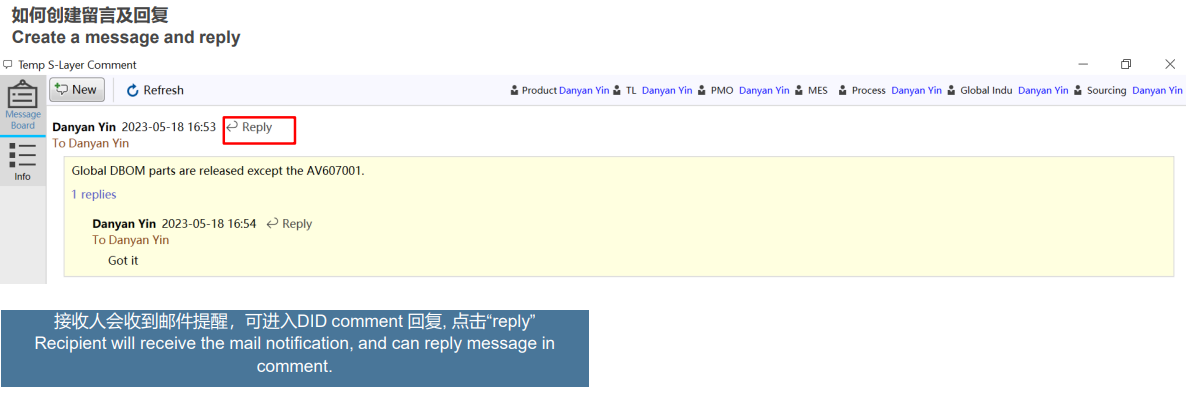 如何创建留言及回复
Create a message and reply
Temp S-Layer Comment
New Refresh Product Danyan Yin TL Danyan Yin PMO Danyan Yin MES Process Danyan Yin Global Indu Danyan Yin Sourcing Danyan Yin
Message
Board
Info
Danyan Yin 2023-05-18 16:53 Reply
To Danyan Yin
Global DBOM parts are released except the AV607001.
1 replies
Danyan Yin 2023-05-18 16:54 Reply
To Danyan Yin
Got it
接收人会收到邮件提醒，可进入DID comment 回复, 点击“reply”
Recipient will receive the mail notification, and can reply message in
comment.